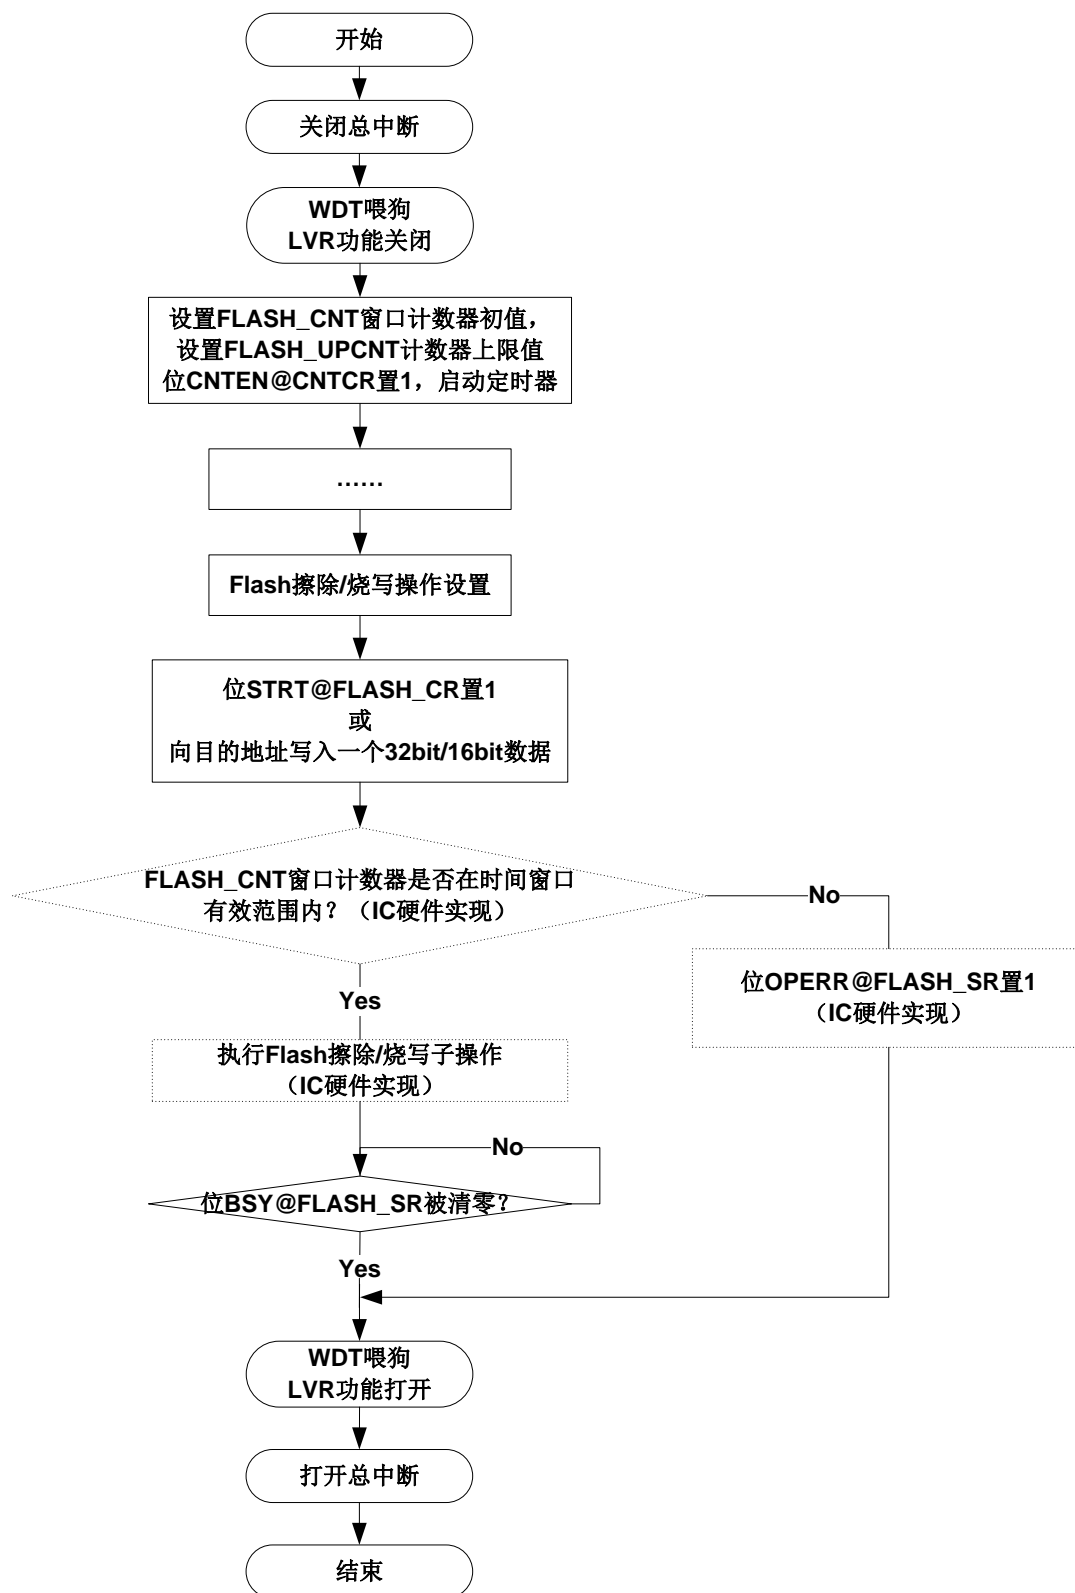 开始
关闭总中断
WDT喂狗
LVR功能关闭
设置FLASH_CNT窗口计数器初值，
设置FLASH_UPCNT计数器上限值
位CNTEN@CNTCR置1，启动定时器
……
Flash擦除/烧写操作设置
位STRT@FLASH_CR置1
或
向目的地址写入一个32bit/16bit数据
FLASH_CNT窗口计数器是否在时间窗口
有效范围内？（IC硬件实现）
No
位OPERR@FLASH_SR置1
（IC硬件实现）
Yes
执行Flash擦除/烧写子操作
（IC硬件实现）
No
位BSY@FLASH_SR被清零？
Yes
WDT喂狗
LVR功能打开
打开总中断
结束